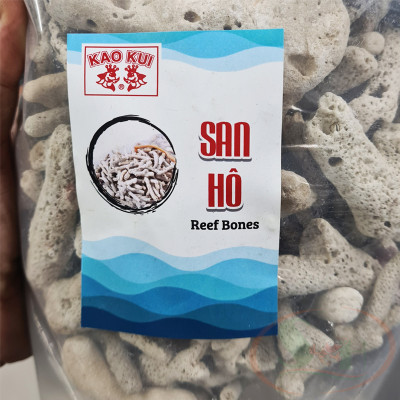 KAO KUI
®
SAN
HÔ
Reef Bones